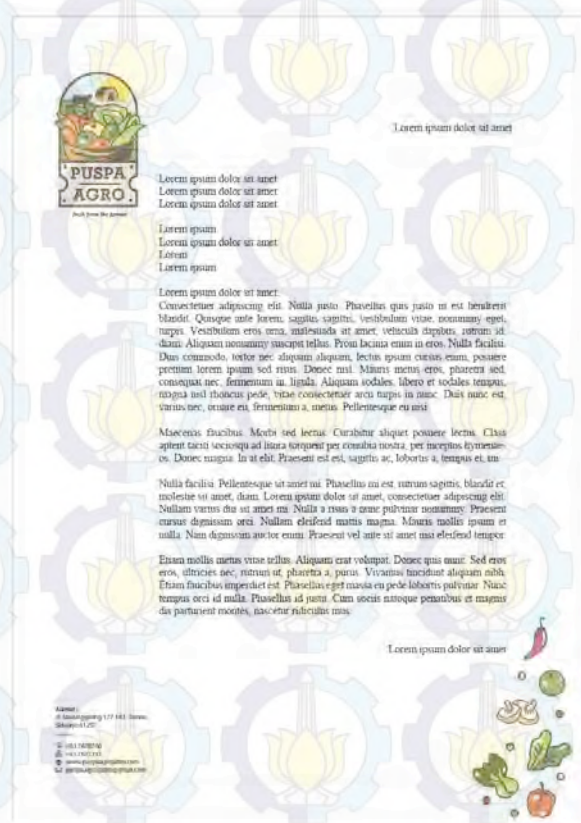 Lorem ipsum dolor sit amet
PUSPA
AGRO
Lorem ipsum dolor sit amet
Lorem ipsum dolor sit amet
Lorem ipsum dolor sit amet
Lorem ipsum
Lorem ipsum dolor sit amet
Lorem
Lorem ipsum
Lorem ipsum dolor sit amet
Consectetuer adipiscing elit. Nulla justo. Phasellus quis justo in est hendrerit
blandit. Quisque ante lorem, sagittis sagittis, vestibulum vitae, nonummy eget,
turpis. Vestibulum eros urna, malesuada sit amet, vehicula dapibus, rutrum id,
diam. Aliquam nonummy suscipit tellus. Proin lacinia enim in eros. Nulla facilisi.
Duis commodo, tortor nec aliquam aliquam, lectus ipsum cursus enim, posuere
pretium lorem ipsum sed risus. Donec nisl. Mauris metus eros, pharetra sed,
consequat nec, fermentum in, ligula. Aliquam sodales, libero et sodales tempus,
magna nisl rhoncus pede, vitae consectetuer arcu turpis in nunc. Duis nunc est,
varius nec, ornare eu, fermentum a, metus. Pellentesque eu nisi
Maecenas faucibus. Morbi sed lectus. Curabitur aliquet posuere lectus. Class
aptent taciti sociosqu ad litora torquent per conubia nostra, per inceptos hymenae-
os. Donec magna. In ut elit. Praesent est est, sagittis ac, lobortis a, tempus et, mi.
Nulla facilisi. Pellentesque sit amet mi. Phasellus mi est, rutrum sagittis, blandit et,
molestie sit amet, diam. Lorem ipsum dolor sit amet, consectetuer adipiscing elit.
Nullam varius dui sit amet mi. Nulla a risus a nunc pulvinar nonummy. Praesent
cursus dignissim orci. Nullam eleifend mattis magna. Mauris mollis ipsum et
nulla. Nam dignissim auctor enim. Praesent vel ante sit amet nisi eleifend tempor.
Etiam mollis metus vitae tellus. Aliquam erat volutpat. Donec quis nunc. Sed eros
eros, ultricies nec, rutrum ut, pharetra a, purus. Vivamus tincidunt aliquam nibh.
Etiam faucibus imperdiet est. Phasellus eget massa eu pede lobortis pulvinar. Nunc
tempus orci id nulla. Phasellus id justo. Cum sociis natoque penatibus et magnis
dis parturient montes, nascetur ridiculus mus.
Lorem ipsum dolor sit amet